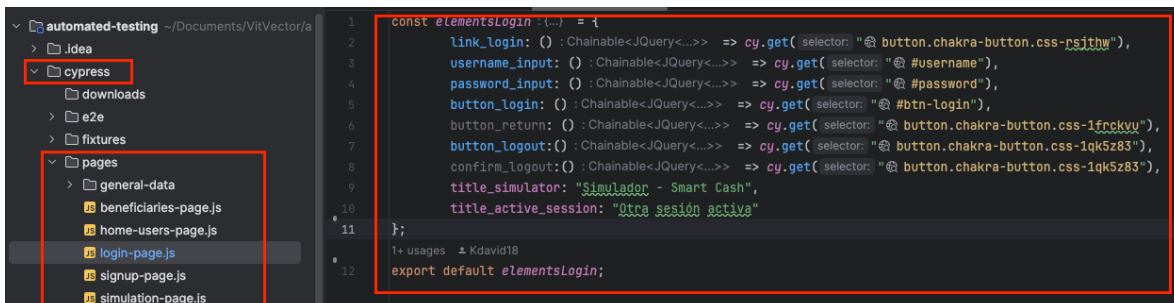 automated-testing ~/Documents/VitVector/a
.idea
cypress
downloads
e2e
fixtures
pages
general-data
JS beneficiaries-page.js
JS home-users-page.js
JS login-page.js
JS signup-page.js
JS simulation-page.js
1 const elementsLogin : {...} = {
2 link_login: () : Chainable<JQuery<...>> => cy.get( selector: "button.chakra-button.css-rsjthw"),
3 username_input: () : Chainable<JQuery<...>> => cy.get( selector: "#username"),
4 password_input: () : Chainable<JQuery<...>> => cy.get( selector: "#password"),
5 button_login: () : Chainable<JQuery<...>> => cy.get( selector: "#btn-login"),
6 button_return: () : Chainable<JQuery<...>> => cy.get( selector: "button.chakra-button.css-1frckvu"),
7 button_logout:() : Chainable<JQuery<...>> => cy.get( selector: "button.chakra-button.css-1qk5z83"),
8 confirm_logout:() : Chainable<JQuery<...>> => cy.get( selector: "button.chakra-button.css-1qk5z83"),
9 title_simulator: "Simulador - Smart Cash",
10 title_active_session: "Otra sesión activa"
11 };
1+ usages Kdavid18
12 export default elementsLogin;